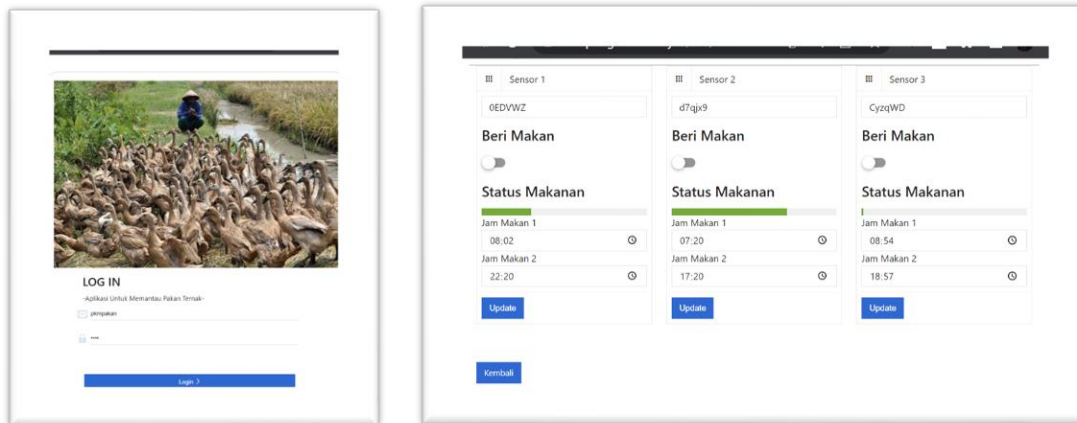 LOG IN
-Aplikasi Untuk Memantau Pakan Ternak-
pkmpakan
****
Login >
Sensor 1
0EDVWZ
Beri Makan
Status Makanan
Jam Makan 1
08:02
Jam Makan 2
22:20
Update
Sensor 2
d7qjx9
Beri Makan
Status Makanan
Jam Makan 1
07:20
Jam Makan 2
17:20
Update
Sensor 3
CyzqWD
Beri Makan
Status Makanan
Jam Makan 1
08:54
Jam Makan 2
18:57
Update
Kembali